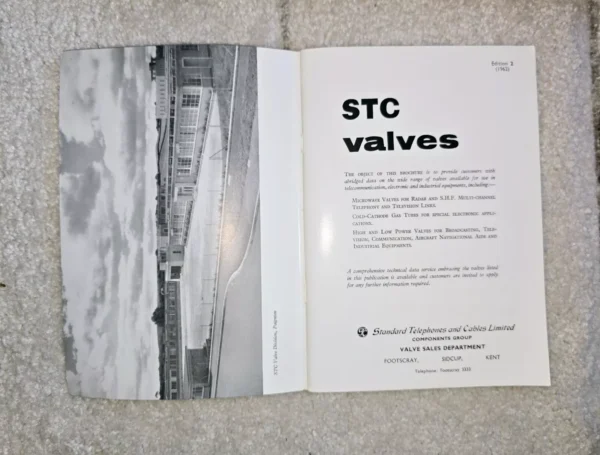 STC Valve Division, Paignton
Edition 2
(1962)
STC
valves
THE OBJECT OF THIS BROCHURE is to provide customers with
abridged data on the wide range of valves available for use in
telecommunication, electronic and industrial equipments, including:—
MICROWAVE VALVES FOR RADAR AND S.H.F. MULTI-CHANNEL
TELEPHONY AND TELEVISION LINKS.
COLD-CATHODE GAS TUBES FOR SPECIAL ELECTRONIC APPLI-
CATIONS.
HIGH AND LOW POWER VALVES FOR BROADCASTING, TELE-
VISION, COMMUNICATION, AIRCRAFT NAVIGATIONAL AIDS AND
INDUSTRIAL EQUIPMENTS.
A comprehensive technical data service embracing the valves listed
in this publication is available and customers are invited to apply
for any further information required.
Standard Telephones and Cables Limited
COMPONENTS GROUP
VALVE SALES DEPARTMENT
FOOTSCRAY, SIDCUP, KENT
Telephone: Footscray 3333